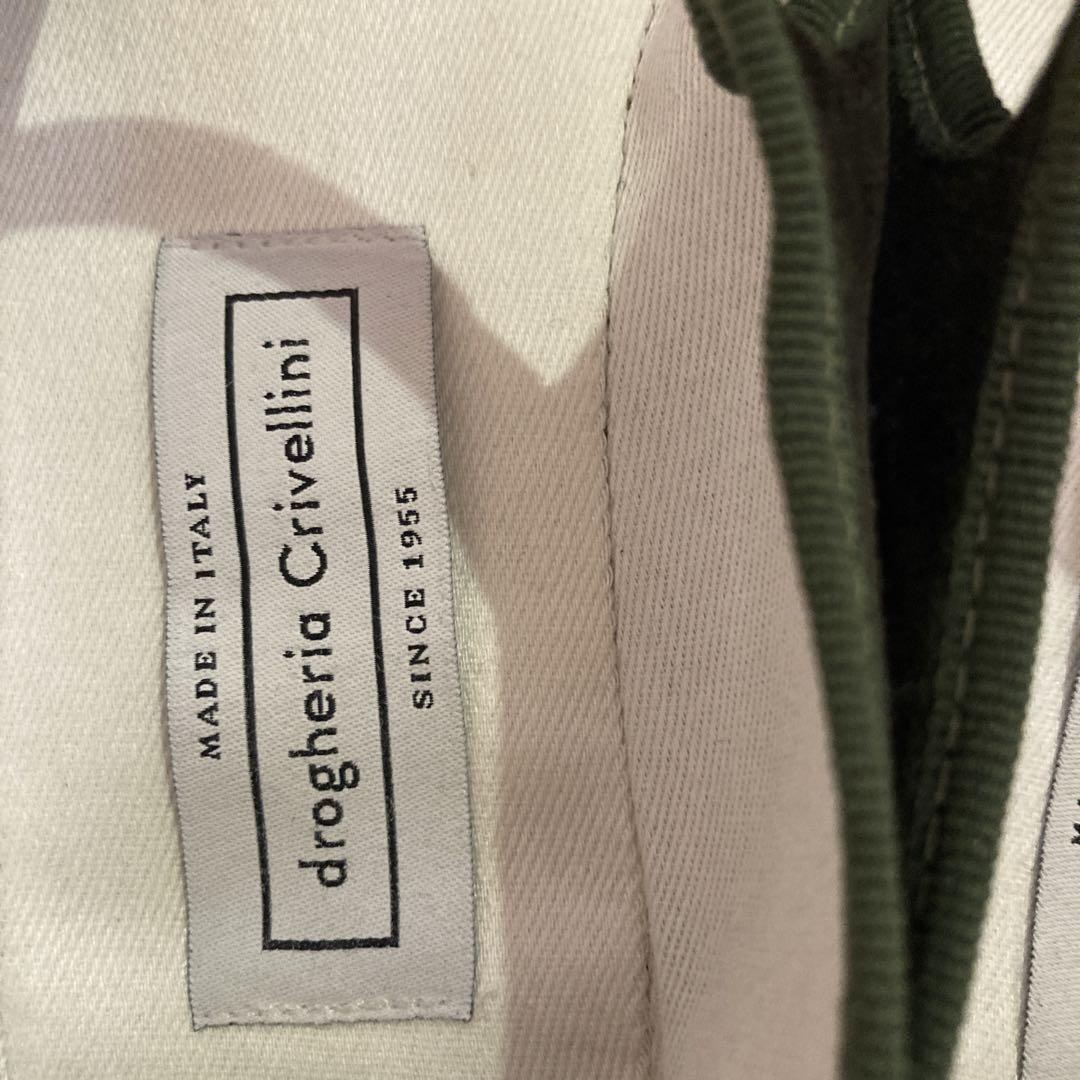 MADE IN ITALY
drogheria Crivellini
SINCE 1955